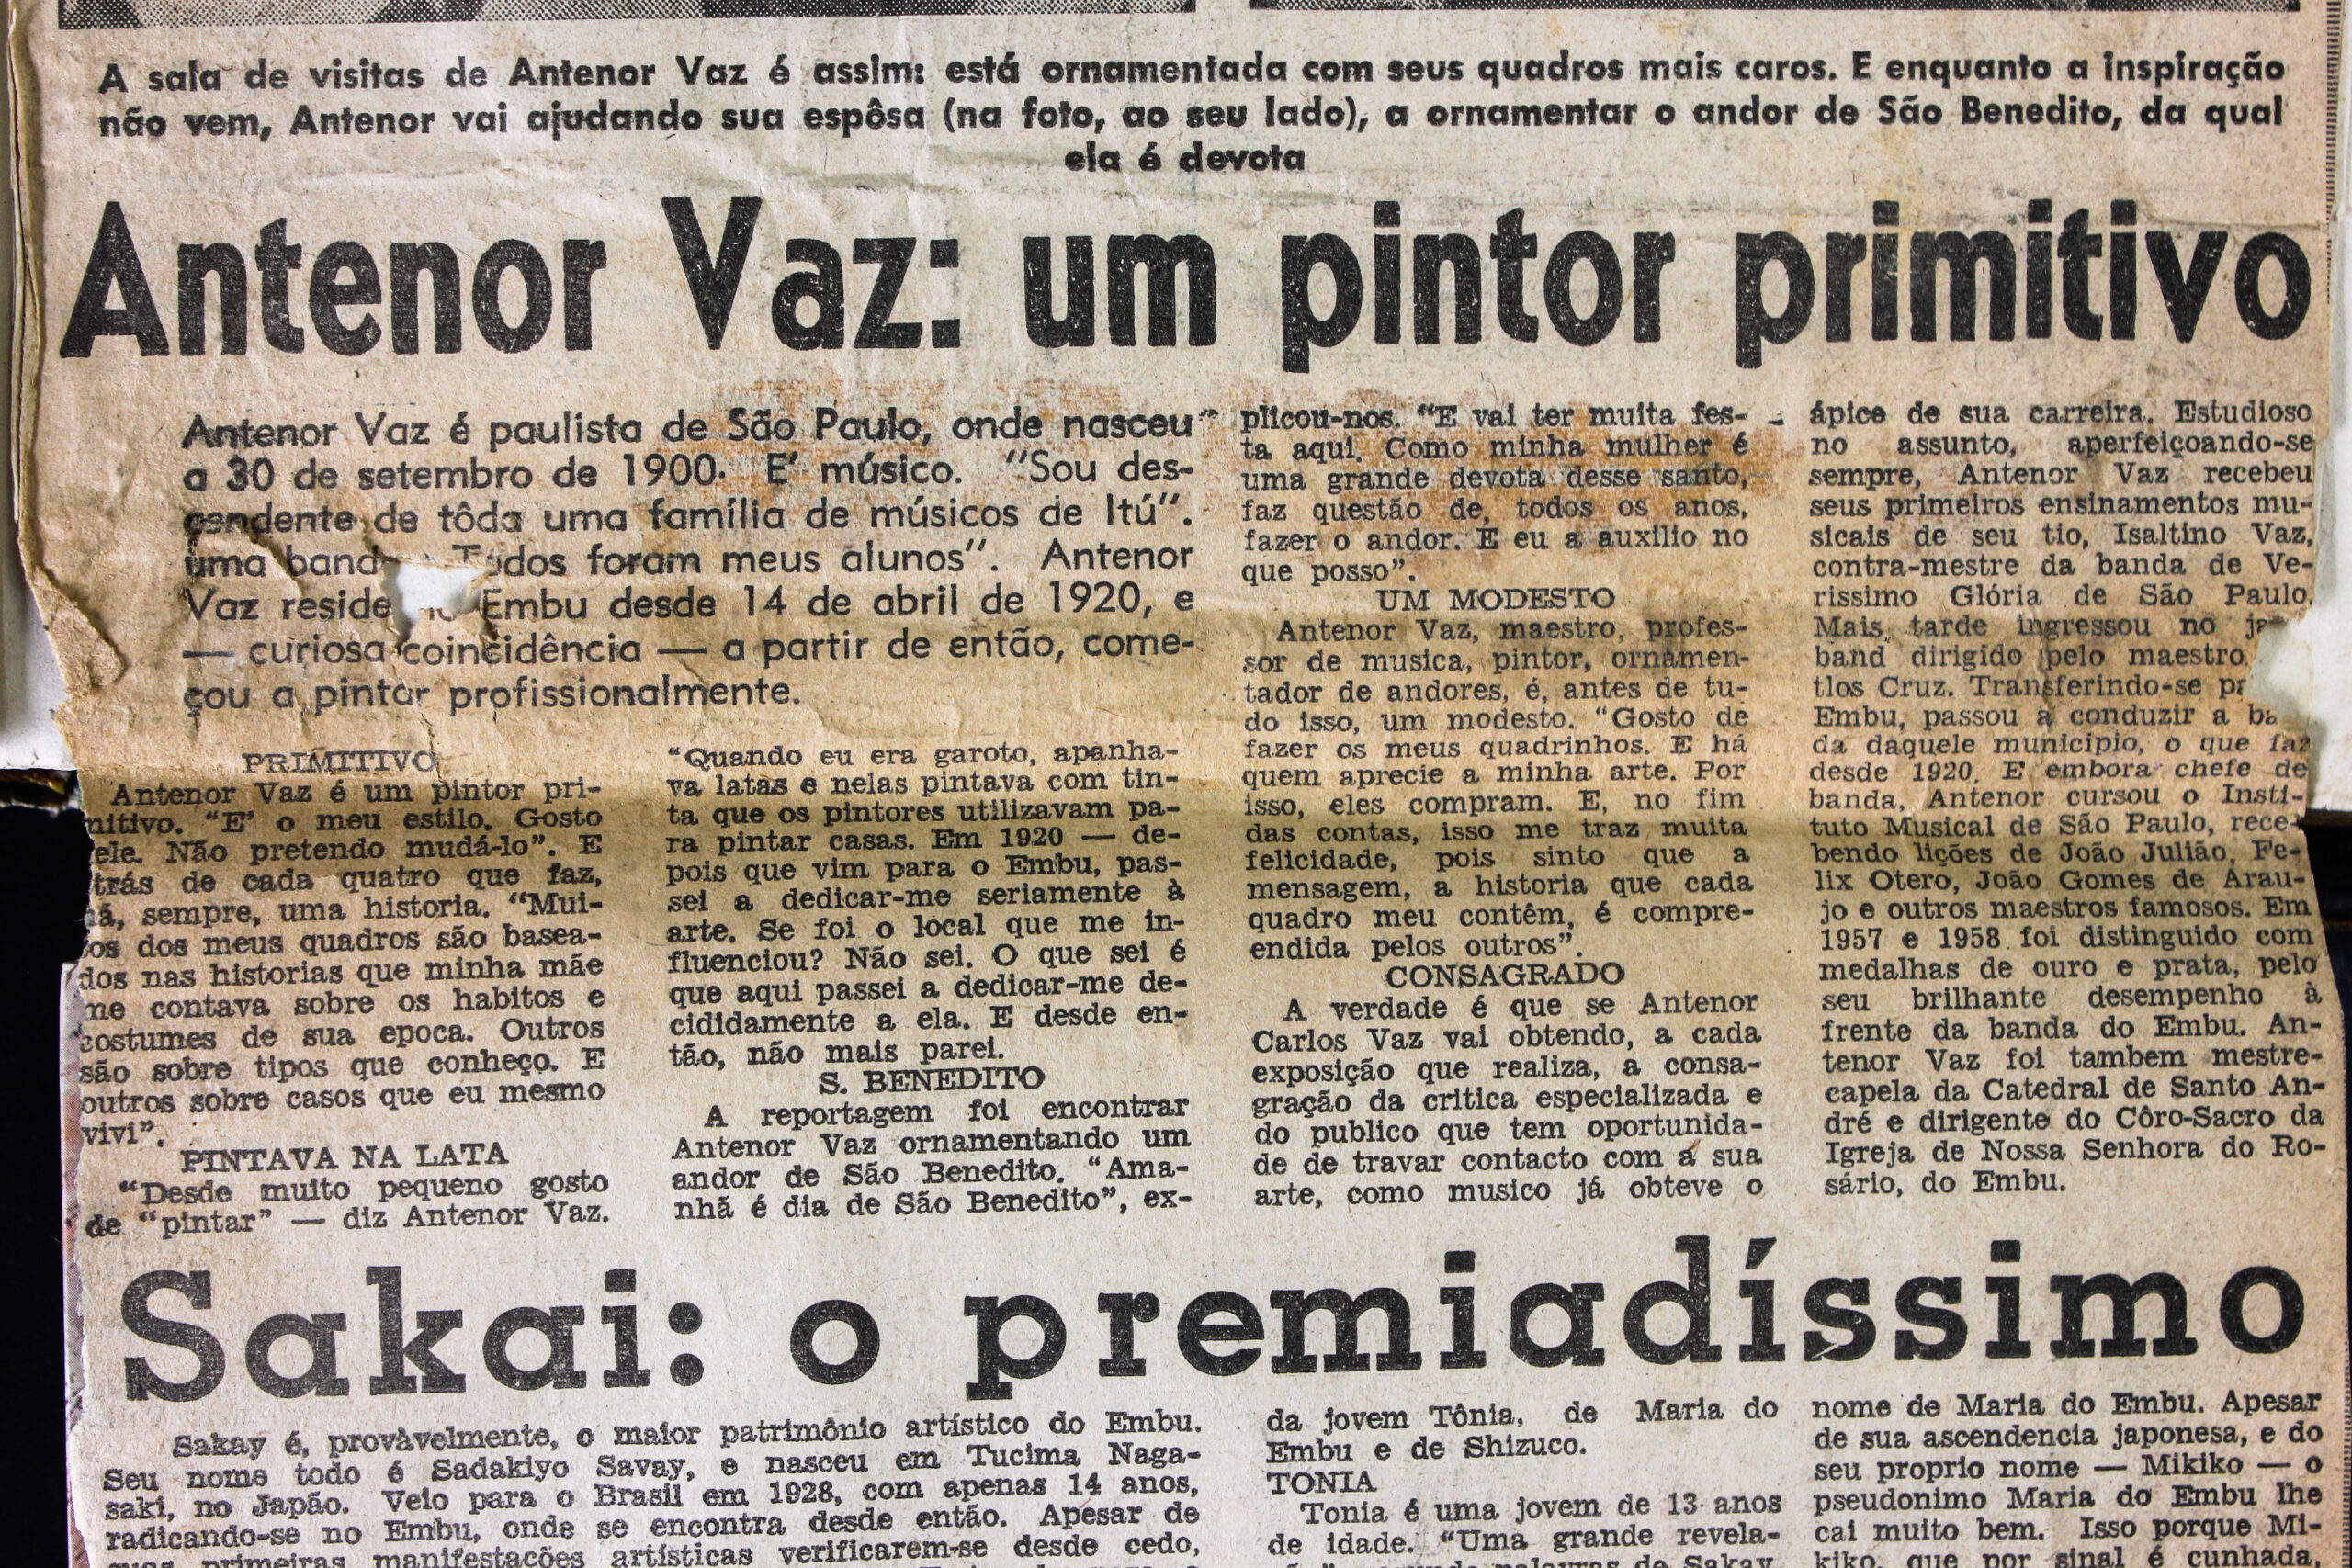 A sala de visitas de Antenor Vaz é assim: está ornamentada com seus quadros mais caros. E enquanto a inspiração
não vem, Antenor vai ajudando sua espôsa (na foto, ao seu lado), a ornamentar o andor de São Benedito, da qual
ela é devota
Antenor Vaz: um pintor primitivo
Antenor Vaz é paulista de São Paulo, onde nasceu
a 30 de setembro de 1900. E' músico. "Sou des-
cendente de tôda uma família de músicos de Itú".
uma band Todos foram meus alunos". Antenor
Vaz reside Embu desde 14 de abril de 1920, e
— curiosa coincidência — a partir de então, come-
çou a pintar profissionalmente.
PRIMITIVO
Antenor Vaz é um pintor pri-
mitivo. "E' o meu estilo. Gosto
ele. Não pretendo mudá-lo". E
trás de cada quatro que faz,
há, sempre, uma historia. "Mui-
tos dos meus quadros são basea-
dos nas historias que minha mãe
me contava sobre os habitos e
costumes de sua epoca. Outros
são sobre tipos que conheço. E
outros sobre casos que eu mesmo
vivi".
PINTAVA NA LATA
"Desde muito pequeno gosto
de "pintar" — diz Antenor Vaz.
"Quando eu era garoto, apanha-
va latas e nelas pintava com tin-
ta que os pintores utilizavam pa-
ra pintar casas. Em 1920 — de-
pois que vim para o Embu, pas-
sei a dedicar-me seriamente à
arte. Se foi o local que me in-
fluenciou? Não sei. O que sei é
que aqui passei a dedicar-me de-
cididamente a ela. E desde en-
tão, não mais parei.
S. BENEDITO
A reportagem foi encontrar
Antenor Vaz ornamentando um
andor de São Benedito. "Ama-
nhã é dia de São Benedito", ex-
plicou-nos. "E vai ter muita fes-
ta aqui. Como minha mulher é
uma grande devota desse santo,
faz questão de, todos os anos,
fazer o andor. E eu a auxilio no
que posso".
UM MODESTO
Antenor Vaz, maestro, profes-
sor de musica, pintor, ornamen-
tador de andores, é, antes de tu-
do isso, um modesto. "Gosto de
fazer os meus quadrinhos. E há
quem aprecie a minha arte. Por
isso, eles compram. E, no fim
das contas, isso me traz muita
felicidade, pois sinto que a
mensagem, a historia que cada
quadro meu contêm, é compre-
endida pelos outros".
CONSAGRADO
A verdade é que se Antenor
Carlos Vaz vai obtendo, a cada
exposição que realiza, a consa-
gração da critica especializada e
do publico que tem oportunida-
de de travar contacto com a sua
arte, como musico já obteve o
ápice de sua carreira. Estudioso
no assunto, aperfeiçoando-se
sempre, Antenor Vaz recebeu
seus primeiros ensinamentos mu-
sicais de seu tio, Isaltino Vaz,
contra-mestre da banda de Ve-
rissimo Glória de São Paulo.
Mais tarde ingressou no
band dirigido pelo maestro
tlos Cruz. Transferindo-se
Embu, passou a conduzir a ba
da daquele municipio, o que faz
desde 1920. E embora chefe de
banda, Antenor cursou o Insti-
tuto Musical de São Paulo, rece-
bendo lições de João Julião, Fe-
lix Otero, João Gomes de Arau-
jo e outros maestros famosos. Em
1957 e 1958 foi distinguido com
medalhas de ouro e prata, pelo
seu brilhante desempenho à
frente da banda do Embu. An-
tenor Vaz foi tambem mestre-
capela da Catedral de Santo An-
dré e dirigente do Côro-Sacro da
Igreja de Nossa Senhora do Ro-
sário, do Embu.
Sakai: o premiadíssimo
Sakay é, provàvelmente, o maior patrimônio artístico do Embu.
Seu nome todo é Sadakiyo Savay, e nasceu em Tucima Naga-
saki, no Japão. Veio para o Brasil em 1928, com apenas 14 anos,
radicando-se no Embu, onde se encontra desde então. Apesar de
suas primeiras manifestações artísticas verificarem-se desde cedo,
da jovem Tônia, de Maria do
Embu e de Shizuco.
TONIA
Tonia é uma jovem de 13 anos
de idade. "Uma grande revela-
palavras de Sakay
nome de Maria do Embu. Apesar
de sua ascendencia japonesa, e do
seu proprio nome — Mikiko — o
pseudonimo Maria do Embu lhe
cai muito bem. Isso porque Mi-
kiko, que por sinal é cunhada,